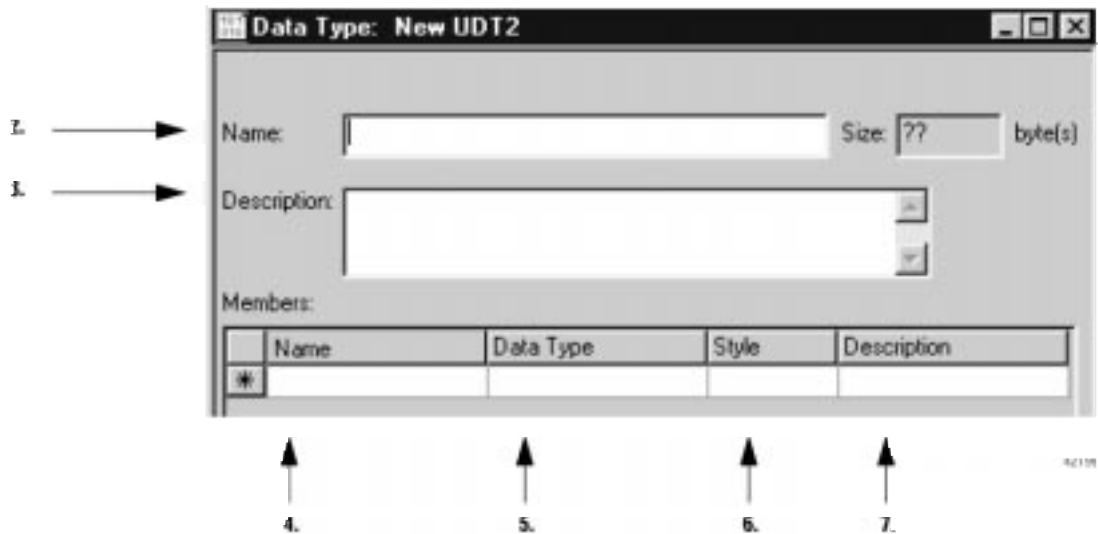 Data Type: New UDT2
Name: Size: ?? byte(s)
Description:
Members:
Name Data Type Style Description
4. 5. 6. 7.